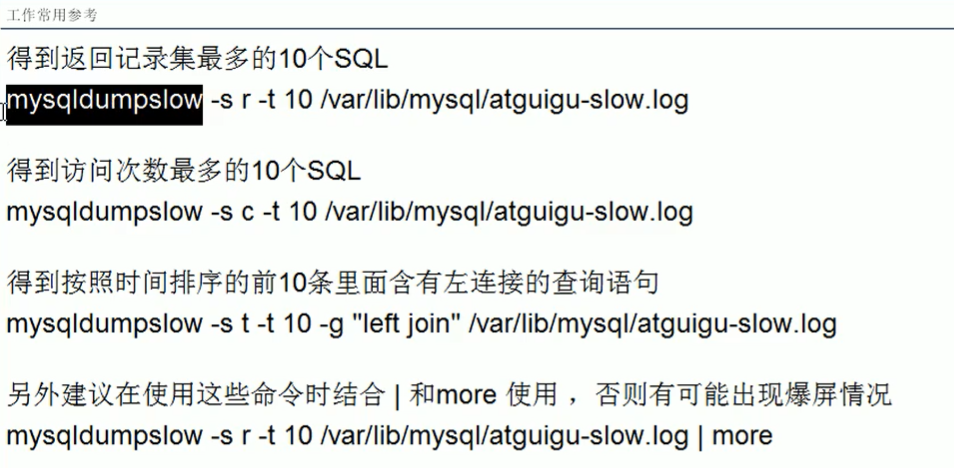 工作常用参考
得到返回记录集最多的10个SQL
mysqldumpslow -s r -t 10 /var/lib/mysql/atguigu-slow.log
得到访问次数最多的10个SQL
mysqldumpslow -s c -t 10 /var/lib/mysql/atguigu-slow.log
得到按照时间排序的前10条里面含有左连接的查询语句
mysqldumpslow -s t -t 10 -g "left join" /var/lib/mysql/atguigu-slow.log
另外建议在使用这些命令时结合 | 和more 使用 ，否则有可能出现爆屏情况
mysqldumpslow -s r -t 10 /var/lib/mysql/atguigu-slow.log | more